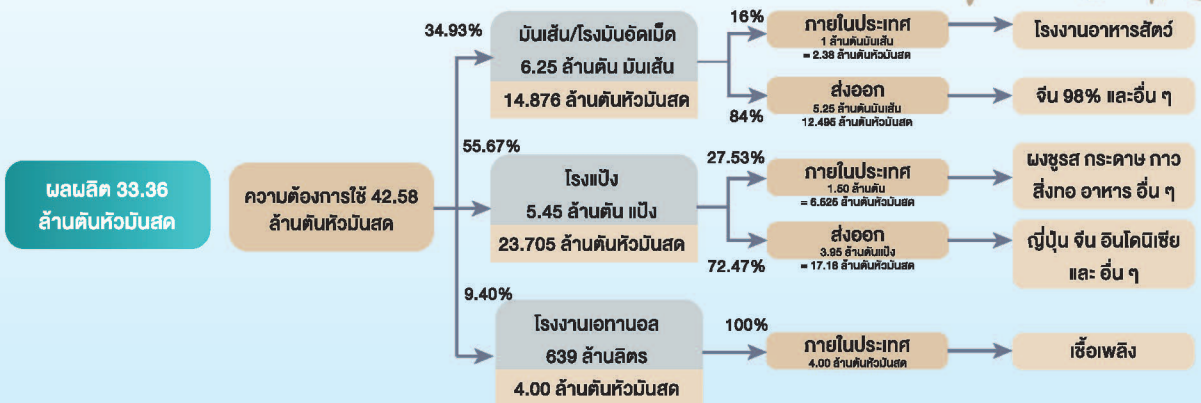 ผลผลิต 33.36
ล้านตันหัวมันสด
ความต้องการใช้ 42.58
ล้านตันหัวมันสด
34.93%
มันเส้น/โรงมันอัดเม็ด
6.25 ล้านตัน มันเส้น
14.876 ล้านตันหัวมันสด
16%
ภายในประเทศ
1 ล้านตันมันเส้น
= 2.38 ล้านตันหัวมันสด
โรงงานอาหารสัตว์
84%
ส่งออก
5.25 ล้านตันมันเส้น
12.495 ล้านตันหัวมันสด
จีน 98% และอื่น ๆ
55.67%
โรงแป้ง
5.45 ล้านตัน แป้ง
23.705 ล้านตันหัวมันสด
27.53%
ภายในประเทศ
1.50 ล้านตัน
= 6.525 ล้านตันหัวมันสด
ผงชูรส กระดาษ กาว
สิ่งทอ อาหาร อื่น ๆ
72.47%
ส่งออก
3.95 ล้านตันแป้ง
= 17.18 ล้านตันหัวมันสด
ญี่ปุ่น จีน อินโดนิเซีย
และ อื่น ๆ
9.40%
โรงงานเอทานอล
639 ล้านลิตร
4.00 ล้านตันหัวมันสด
100%
ภายในประเทศ
4.00 ล้านตันหัวมันสด
เชื้อเพลิง